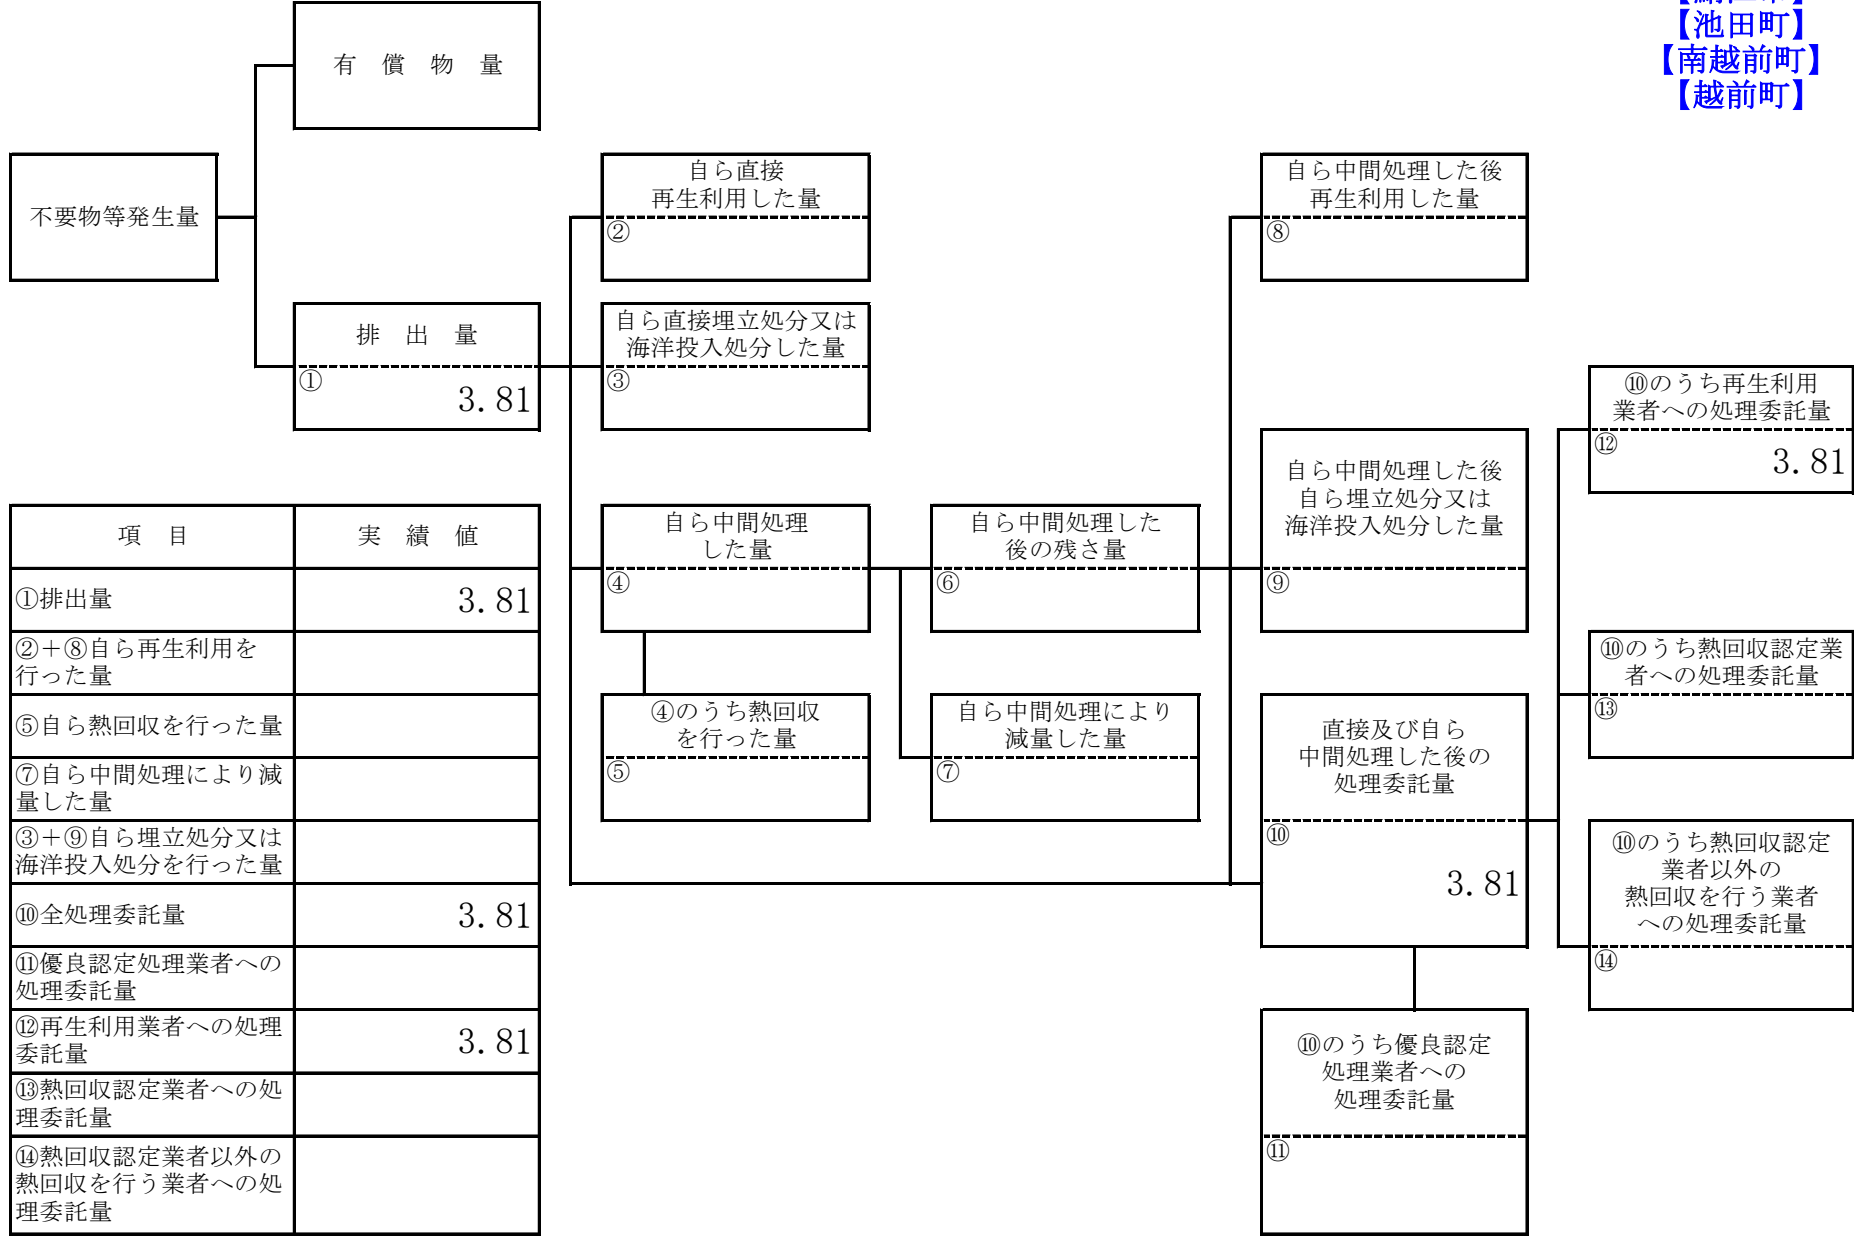 【池田町】
【南越前町】
【越前町】
有　償　物　量
不要物等発生量
排　出　量
①
3.81
自ら直接
再生利用した量
②
自ら直接埋立処分又は
海洋投入処分した量
③
自ら中間処理
した量
④
④のうち熱回収
を行った量
⑤
自ら中間処理した
後の残さ量
⑥
自ら中間処理により
減量した量
⑦
自ら中間処理した後
再生利用した量
⑧
自ら中間処理した後
自ら埋立処分又は
海洋投入処分した量
⑨
直接及び自ら
中間処理した後の
処理委託量
⑩
3.81
⑩のうち優良認定
処理業者への
処理委託量
⑪
⑩のうち再生利用
業者への処理委託量
⑫
3.81
⑩のうち熱回収認定業
者への処理委託量
⑬
⑩のうち熱回収認定
業者以外の
熱回収を行う業者
への処理委託量
⑭
項　目
実　績　値
①排出量
3.81
②＋⑧自ら再生利用を
行った量
⑤自ら熱回収を行った量
⑦自ら中間処理により減
量した量
③＋⑨自ら埋立処分又は
海洋投入処分を行った量
⑩全処理委託量
3.81
⑪優良認定処理業者への
処理委託量
⑫再生利用業者への処理
委託量
3.81
⑬熱回収認定業者への処
理委託量
⑭熱回収認定業者以外の
熱回収を行う業者への処
理委託量